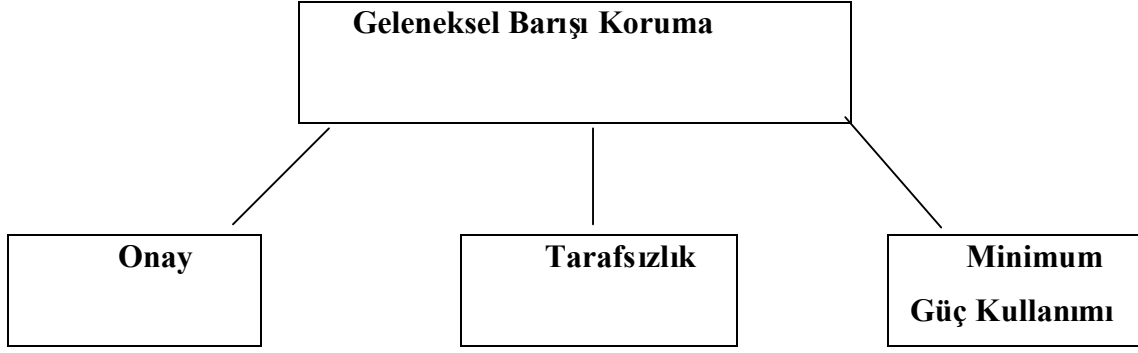 Geleneksel Barışı Koruma
Onay
Tarafsızlık
Minimum
Güç Kullanımı